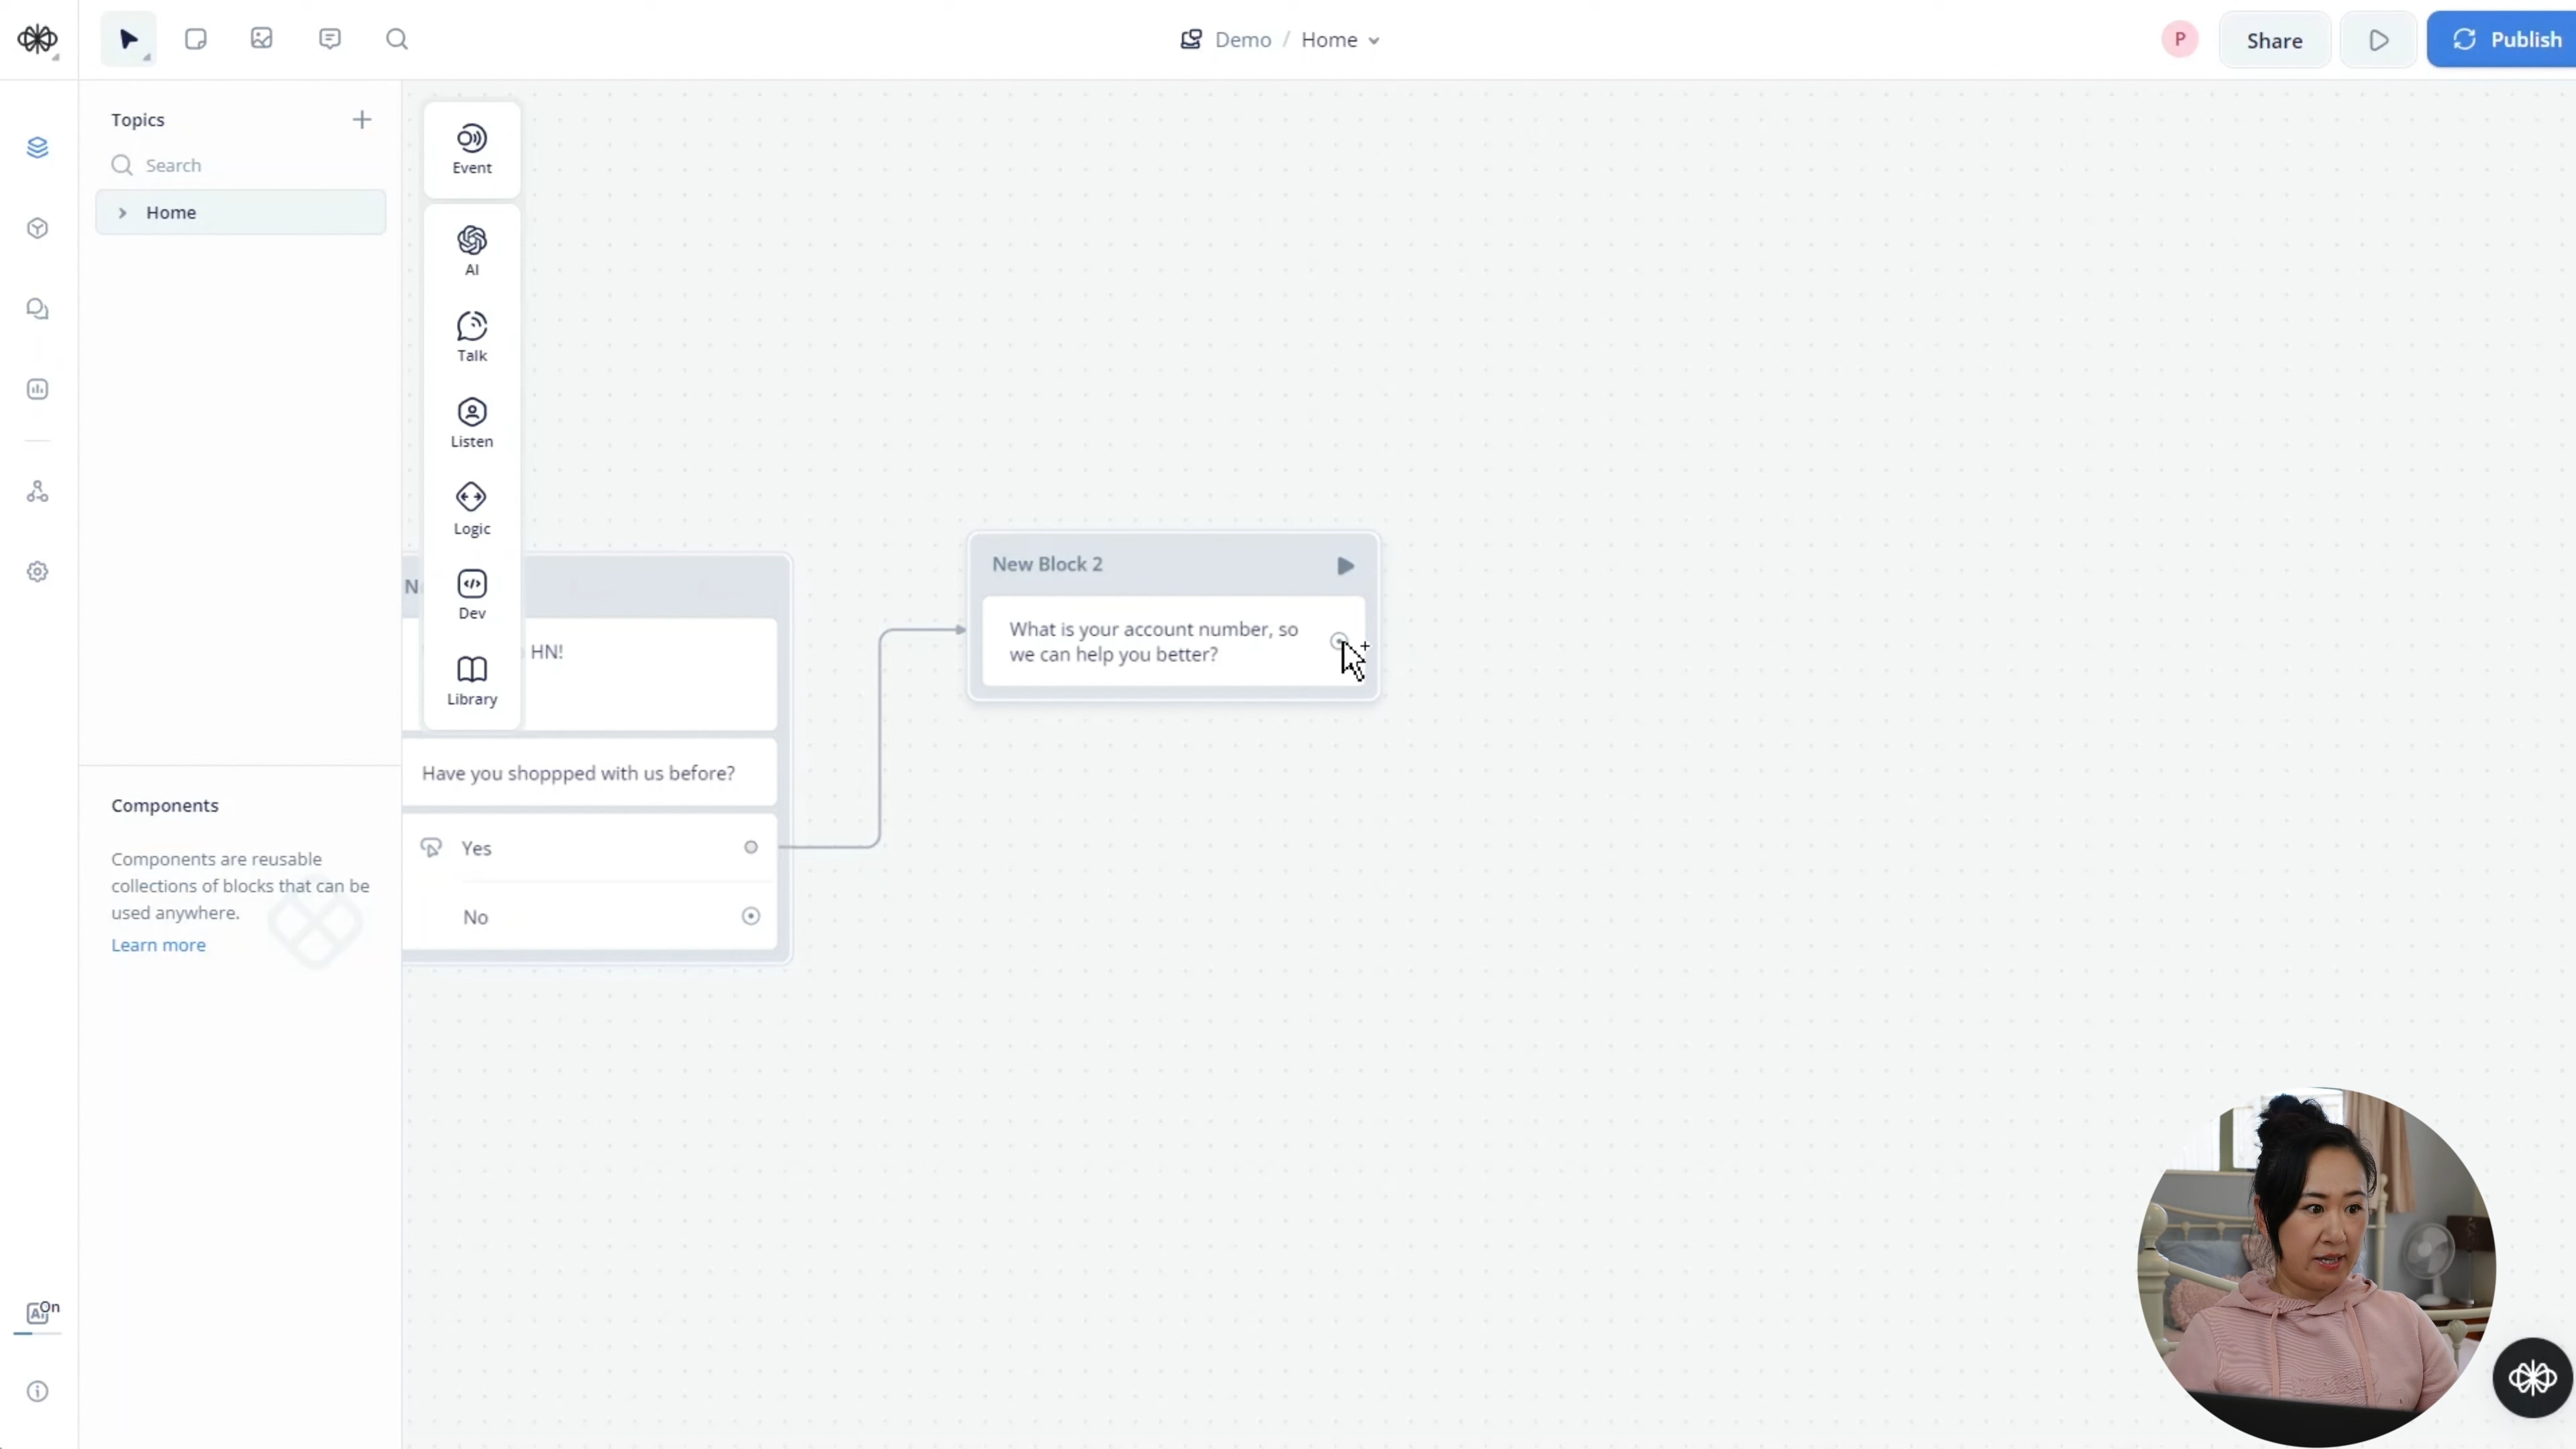 Demo / Home
P
Share
Publish
Topics
Search
Home
Event
AI
Talk
Listen
Logic
Dev
Library
Components
Components are reusable
collections of blocks that can be
used anywhere.
Learn more
HN!
Have you shoppped with us before?
Yes
No
New Block 2
What is your account number, so
we can help you better?
On